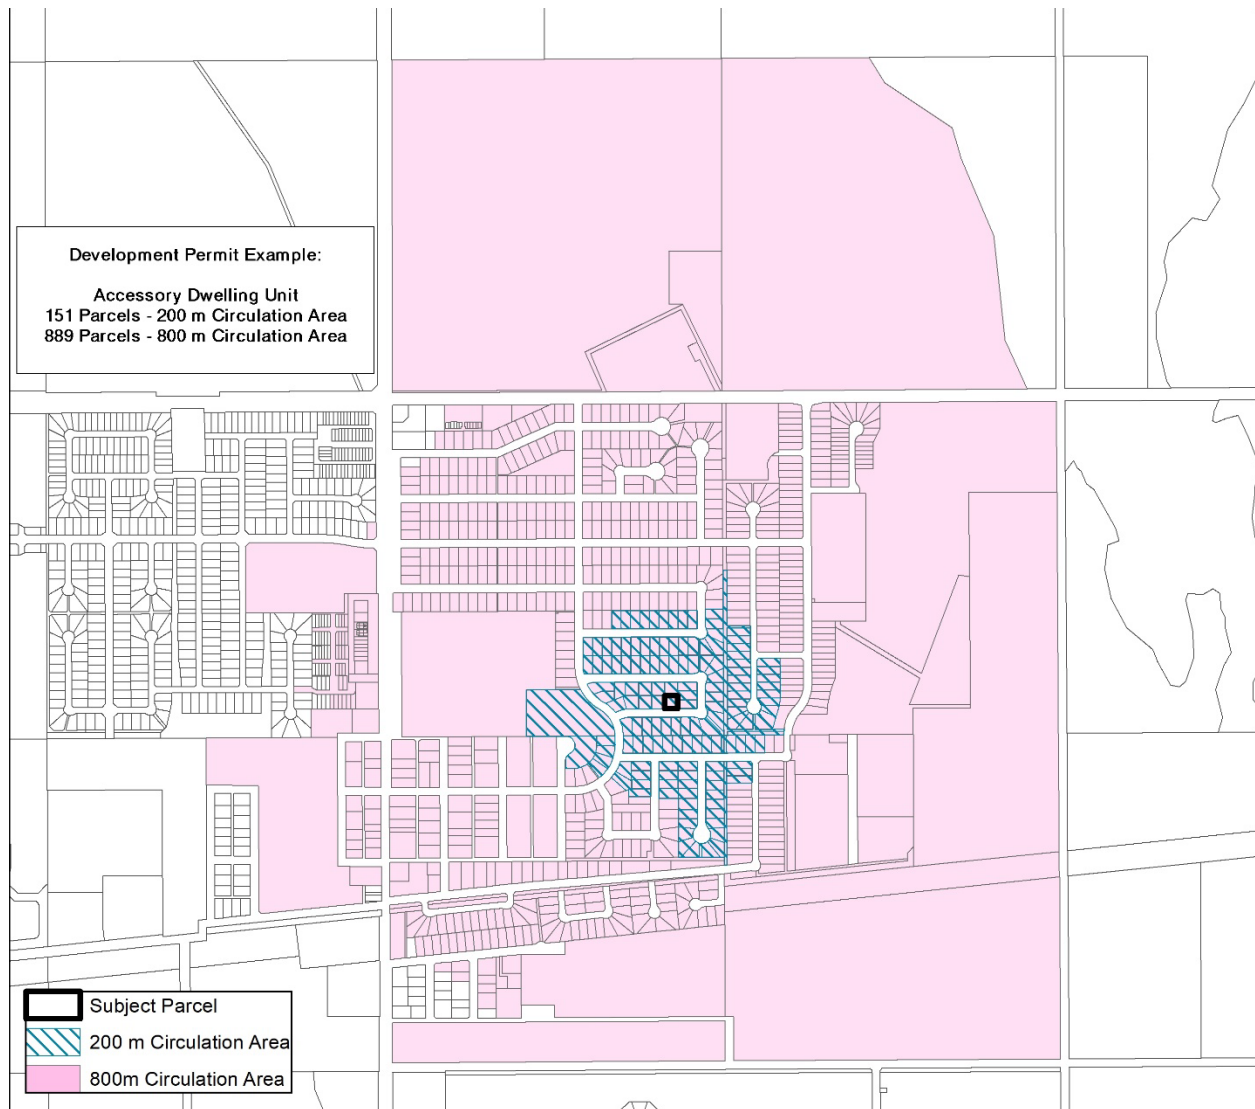 Development Permit Example:
Accessory Dwelling Unit
151 Parcels - 200 m Circulation Area
889 Parcels - 800 m Circulation Area
Subject Parcel
200 m Circulation Area
800m Circulation Area